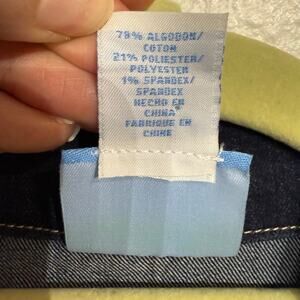 78% ALGODON/
COTON
21% POLIESTER/
POLYESTER
1% SPANDEX/
SPANDEX
HECHO EN
CHINA
FABRIQUE EN
CHINE